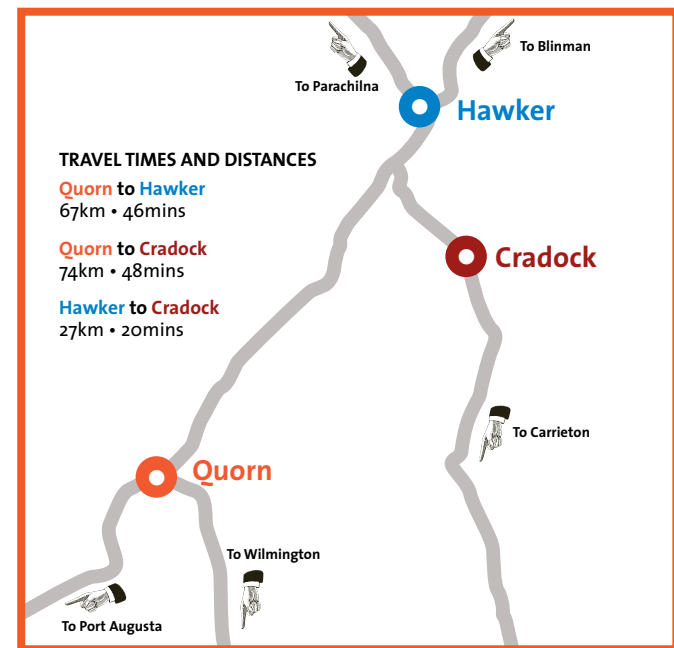 To Blinman
To Parachilna
Hawker
TRAVEL TIMES AND DISTANCES
Quorn to Hawker
67km • 46mins
Quorn to Cradock
74km • 48mins
Hawker to Cradock
27km • 20mins
Cradock
To Carrieton
Quorn
To Wilmington
To Port Augusta